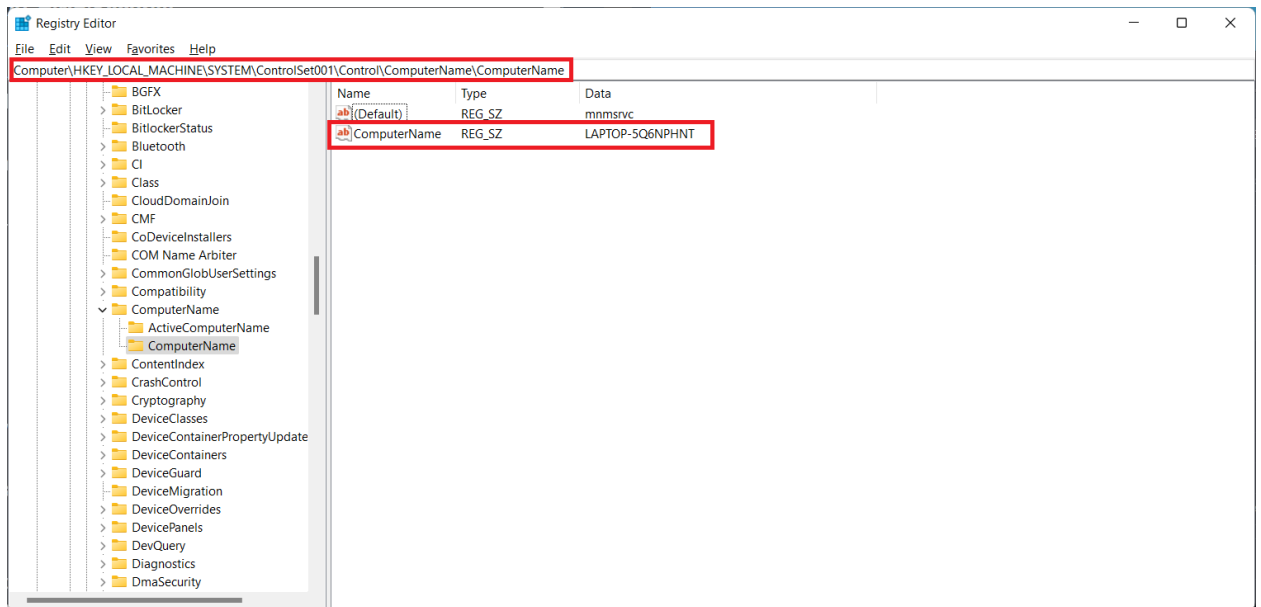 Registry Editor
File Edit View Favorites Help
Computer\HKEY_LOCAL_MACHINE\SYSTEM\ControlSet001\Control\ComputerName\ComputerName
BGFX
BitLocker
BitlockerStatus
Bluetooth
CI
Class
CloudDomainJoin
CMF
CoDeviceInstallers
COM Name Arbiter
CommonGlobUserSettings
Compatibility
ComputerName
ActiveComputerName
ComputerName
ContentIndex
CrashControl
Cryptography
DeviceClasses
DeviceContainerPropertyUpdate
DeviceContainers
DeviceGuard
DeviceMigration
DeviceOverrides
DevicePanels
DevQuery
Diagnostics
DmaSecurity
Name Type Data
ab (Default) REG_SZ mnmsrvc
ab ComputerName REG_SZ LAPTOP-5Q6NPHNT